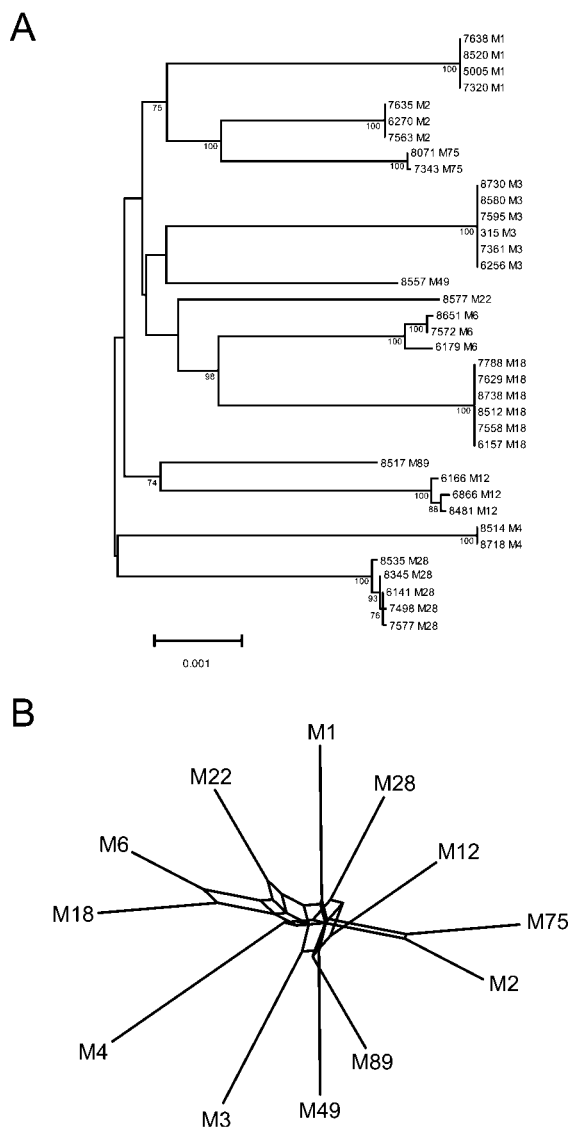 A
7638 M1
8520 M1
5005 M1
100
7320 M1
75
7635 M2
6270 M2
100
7563 M2
100
8071 M75
100
7343 M75
8730 M3
8580 M3
7595 M3
315 M3
100
7361 M3
6256 M3
8557 M49
8577 M22
8651 M6
100
7572 M6
100
6179 M6
7788 M18
98
7629 M18
8738 M18
100
8512 M18
7558 M18
6157 M18
8517 M89
74
6166 M12
100
6866 M12
88
8481 M12
8514 M4
100
8718 M4
8535 M28
100
8345 M28
93
6141 M28
76
7498 M28
7577 M28
0.001
B
M1
M22
M28
M6
M12
M18
M75
M2
M4
M89
M3
M49